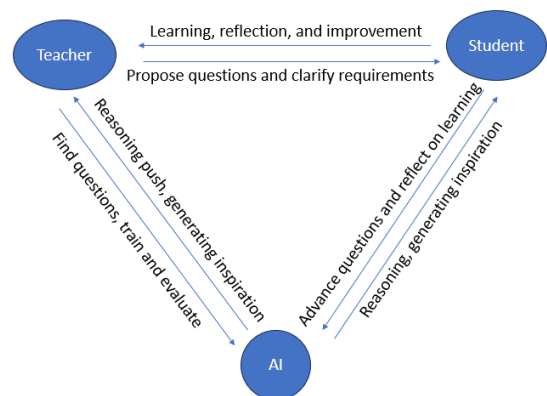 Learning, reflection, and improvement
Teacher
Student
Propose questions and clarify requirements
Reasoning push, generating inspiration
Find questions, train and evaluate
Advance questions and reflect on learning
Reasoning, generating inspiration
AI